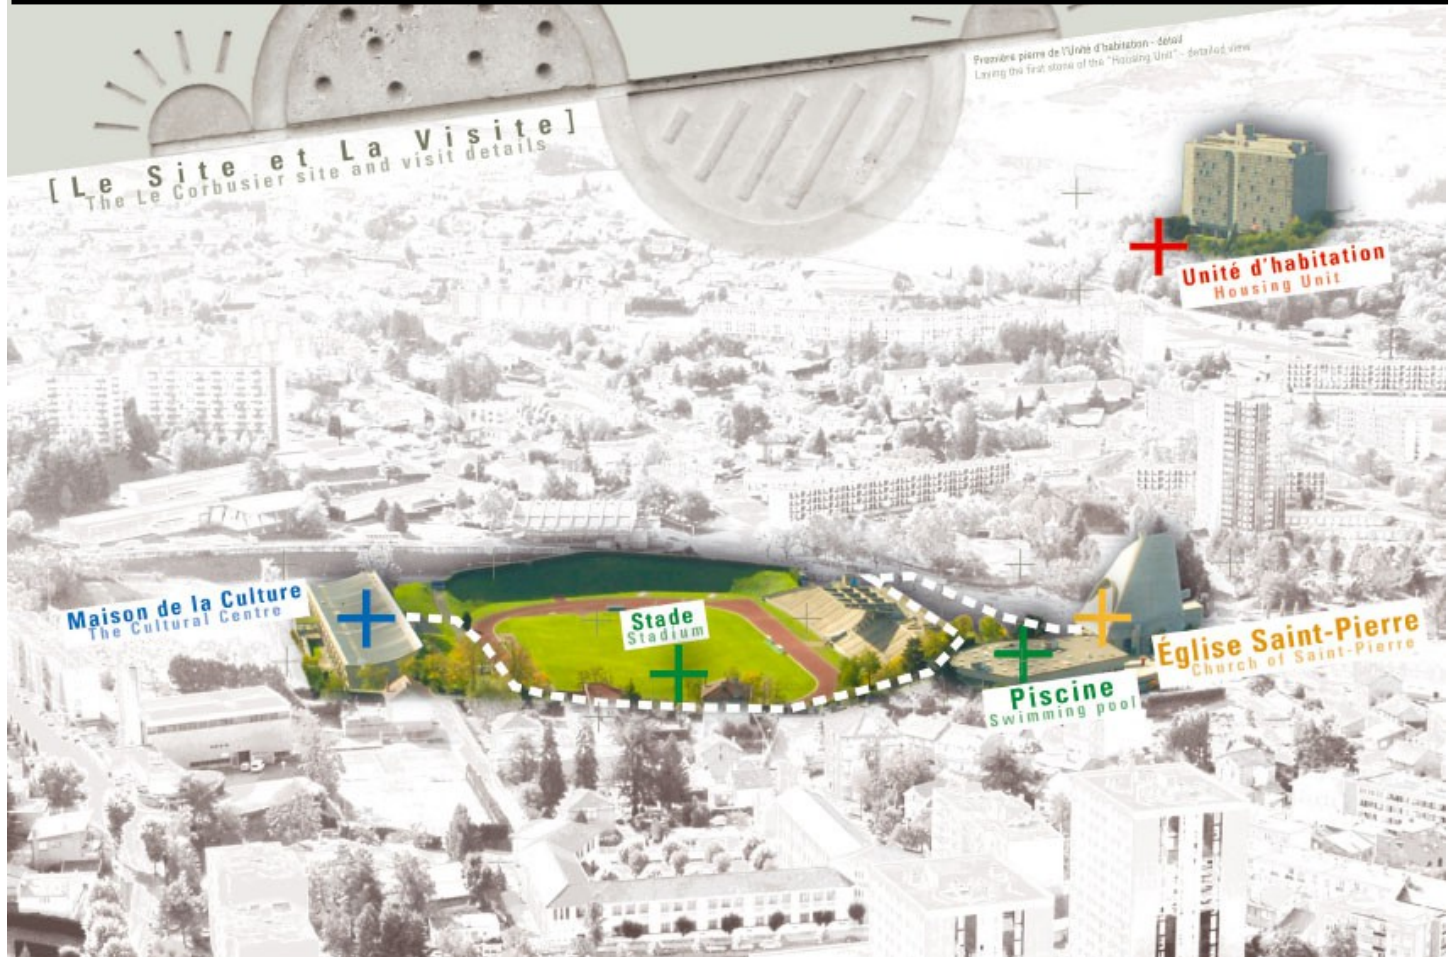 Première pierre de l'Unité d'habitation - détail
Laying the first stone of the "Housing Unit" - detailed view
[ Le Site et La Visite ]
The Le Corbusier site and visit details
Unité d'habitation
Housing Unit
Maison de la Culture
The Cultural Centre
Stade
Stadium
Église Saint-Pierre
Church of Saint-Pierre
Piscine
Swimming pool